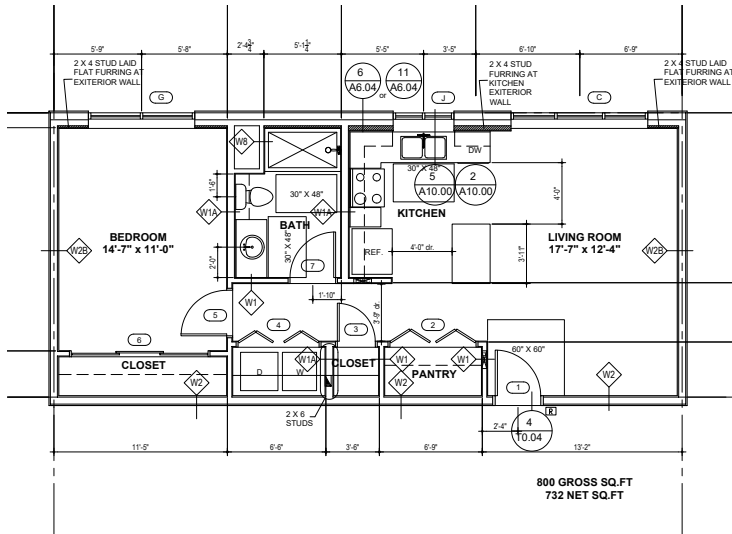 5'-9"
5'-8"
2'-4 3/4"
5'-1 1/4"
5'-5"
3'-5"
6'-10"
6'-9"
2 X 4 STUD LAID
FLAT FURRING AT
EXITERIOR WALL
6
A6.04
or
11
A6.04
2 X 4 STUD
FURRING AT
KITCHEN
EXTERIOR
WALL
2 X 4 STUD LAID
FLAT FURRING AT
EXITERIOR WALL
G
J
C
W8
DW
30" X 48"
5
A10.00
2
A10.00
1'-6"
30" X 48"
4'-0"
W1A
BATH
W1A
KITCHEN
BEDROOM
14'-7" x 11'-0"
LIVING ROOM
17'-7" x 12'-4"
W2B
30" X 48"
REF.
4'-0" dr.
3'-11"
W2B
2'-0"
7
W1
1'-10"
3'-0" dr.
5
4
3
2
6
60" X 60"
CLOSET
D
W
W1A
CLOSET
W1
W1
PANTRY
W2
W2
W2
1
2 X 6
STUDS
2'-4"
R
4
T0.04
11'-5"
6'-6"
3'-6"
6'-9"
13'-2"
800 GROSS SQ.FT
732 NET SQ.FT